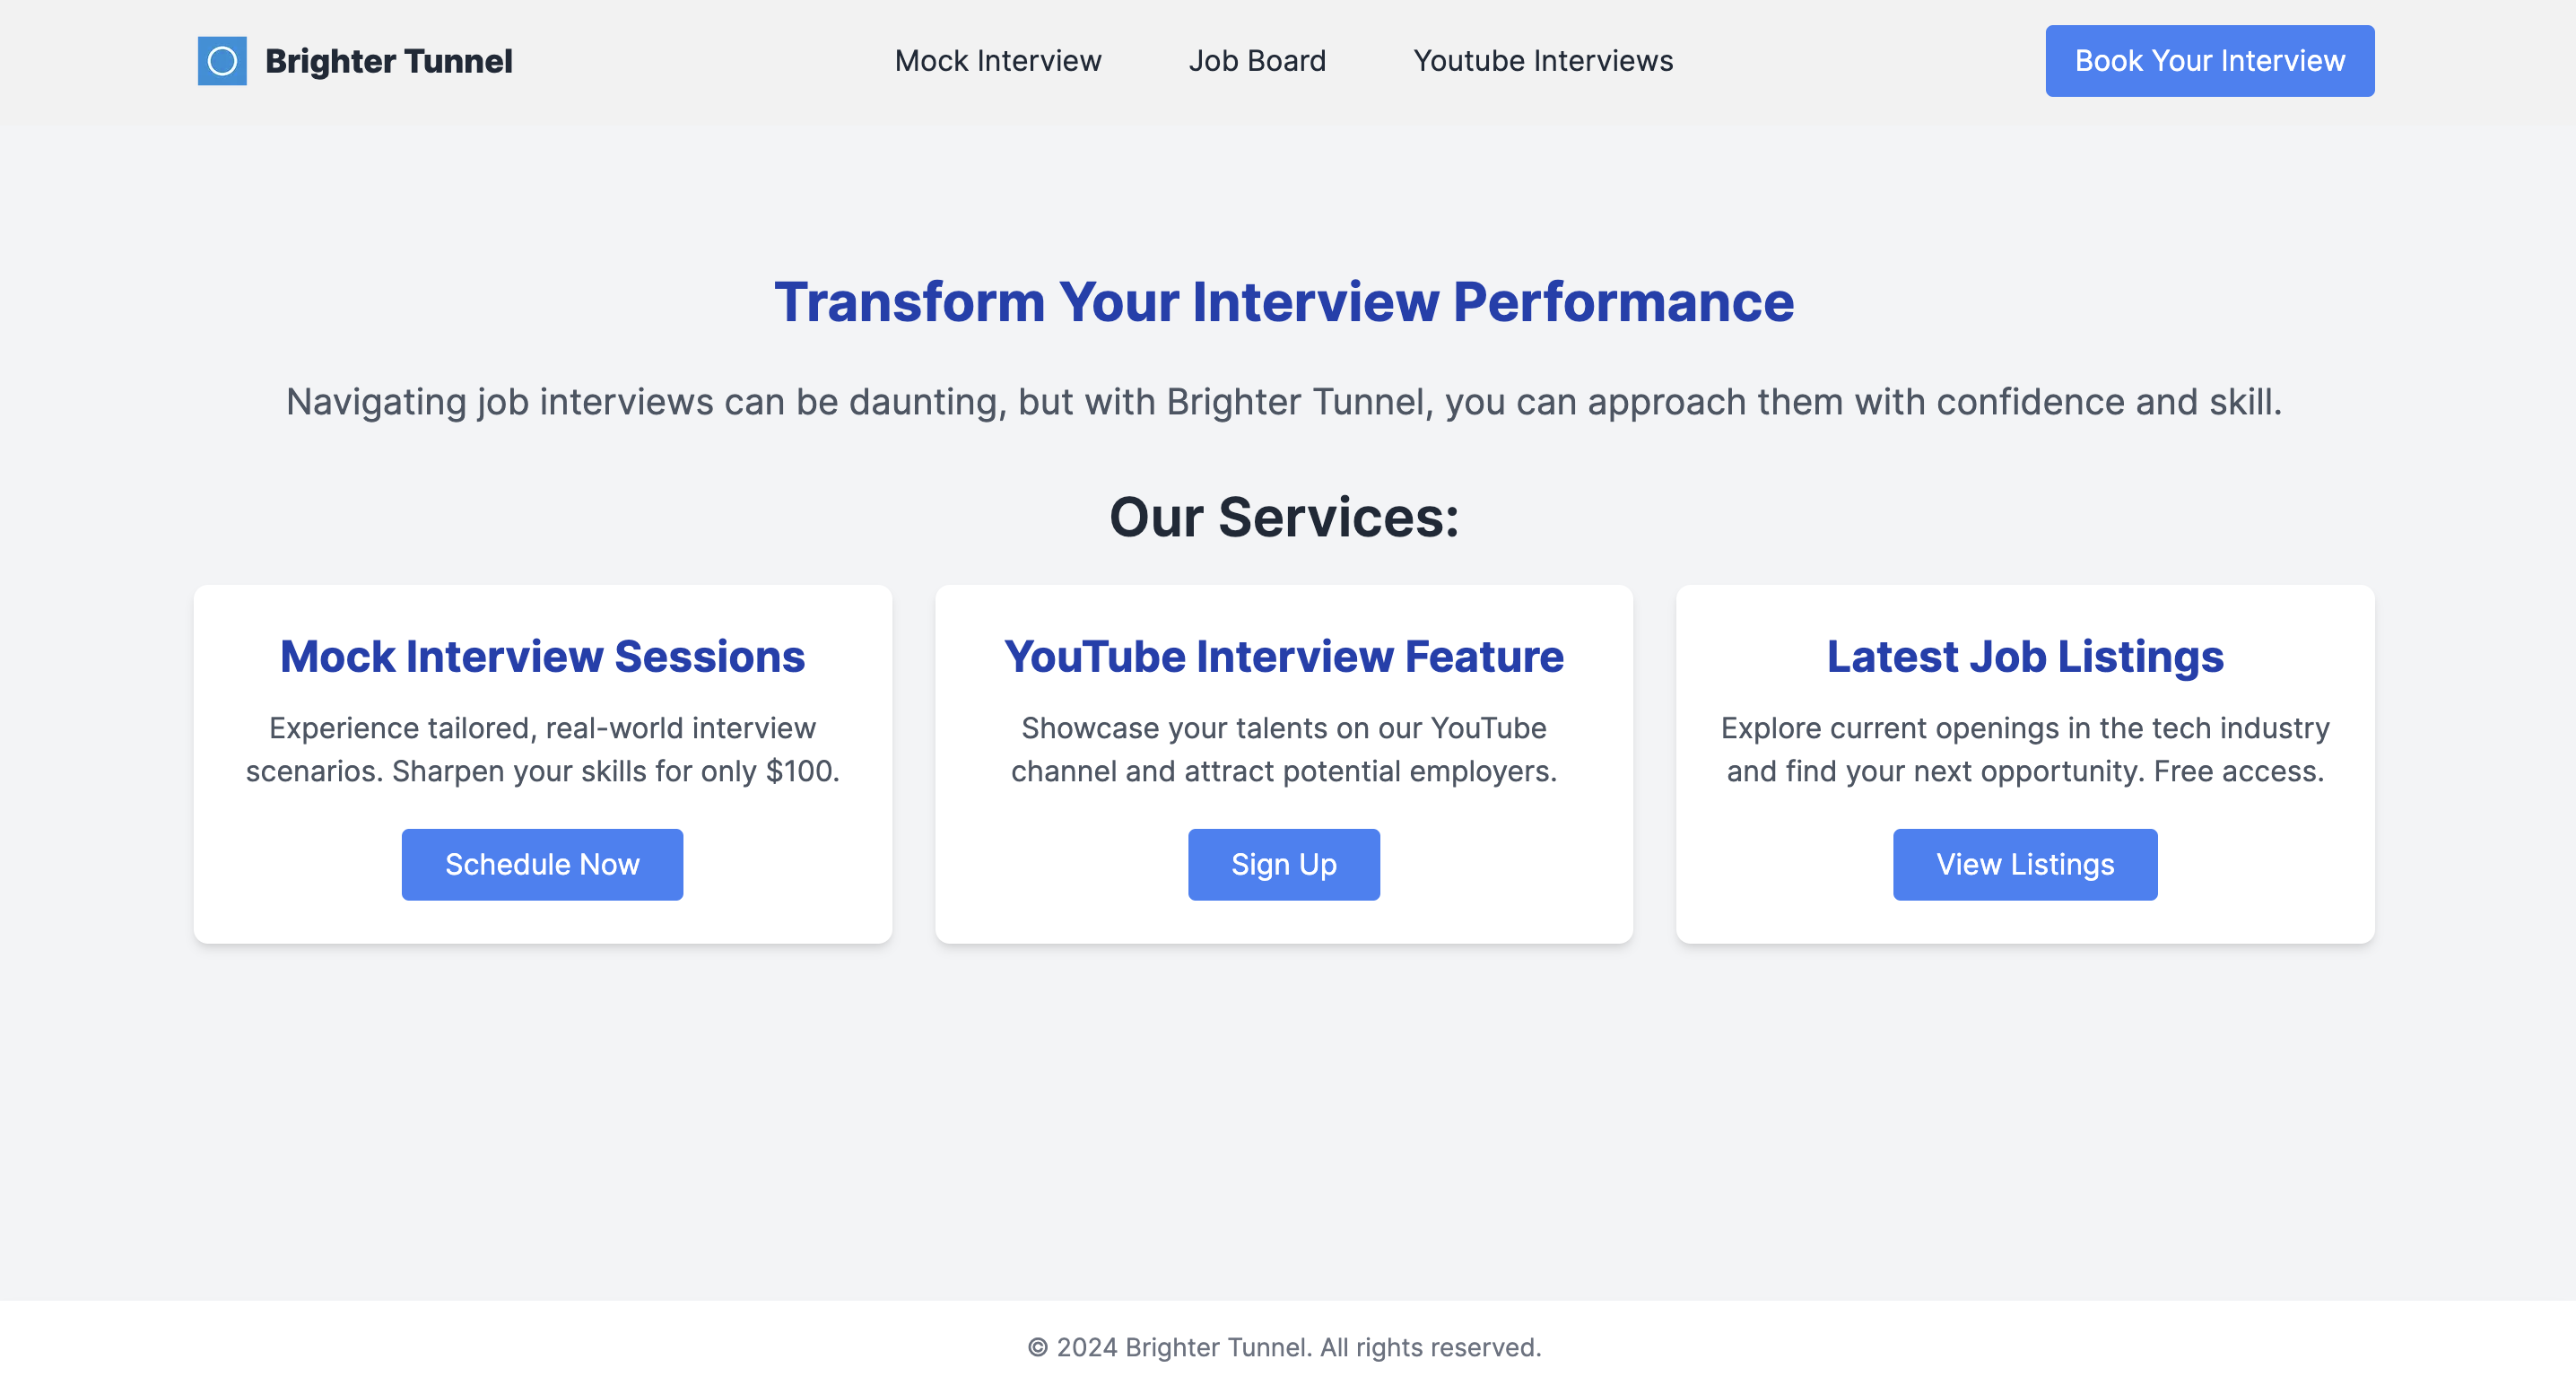 Brighter Tunnel
Mock Interview
Job Board
Youtube Interviews
Book Your Interview
Transform Your Interview Performance
Navigating job interviews can be daunting, but with Brighter Tunnel, you can approach them with confidence and skill.
Our Services:
Mock Interview Sessions
Experience tailored, real-world interview
scenarios. Sharpen your skills for only $100.
Schedule Now
YouTube Interview Feature
Showcase your talents on our YouTube
channel and attract potential employers.
Sign Up
Latest Job Listings
Explore current openings in the tech industry
and find your next opportunity. Free access.
View Listings
© 2024 Brighter Tunnel. All rights reserved.